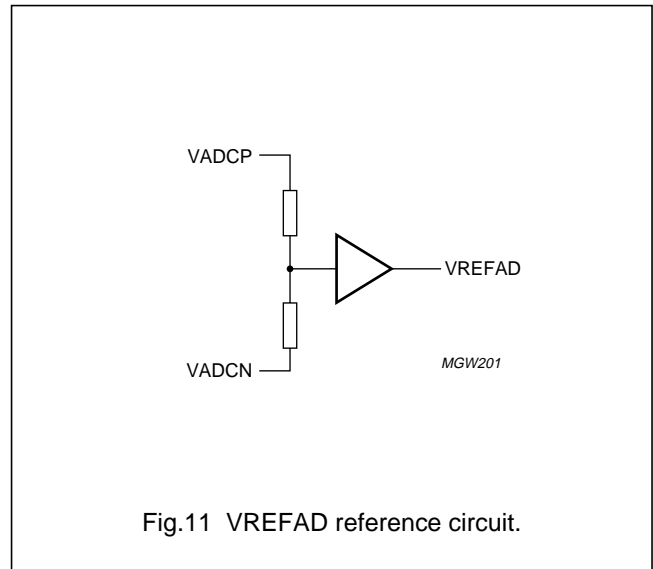 VADCP
VREFAD
VADCN
MGW201
Fig.11 VREFAD reference circuit.